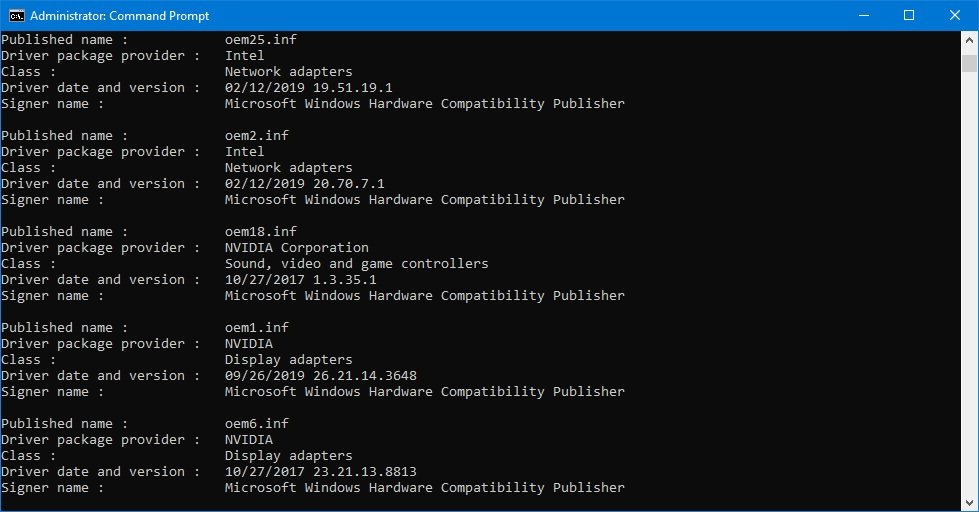 Administrator: Command Prompt
Published name : oem25.inf
Driver package provider : Intel
Class : Network adapters
Driver date and version : 02/12/2019 19.51.19.1
Signer name : Microsoft Windows Hardware Compatibility Publisher
Published name : oem2.inf
Driver package provider : Intel
Class : Network adapters
Driver date and version : 02/12/2019 20.70.7.1
Signer name : Microsoft Windows Hardware Compatibility Publisher
Published name : oem18.inf
Driver package provider : NVIDIA Corporation
Class : Sound, video and game controllers
Driver date and version : 10/27/2017 1.3.35.1
Signer name : Microsoft Windows Hardware Compatibility Publisher
Published name : oem1.inf
Driver package provider : NVIDIA
Class : Display adapters
Driver date and version : 09/26/2019 26.21.14.3648
Signer name : Microsoft Windows Hardware Compatibility Publisher
Published name : oem6.inf
Driver package provider : NVIDIA
Class : Display adapters
Driver date and version : 10/27/2017 23.21.13.8813
Signer name : Microsoft Windows Hardware Compatibility Publisher